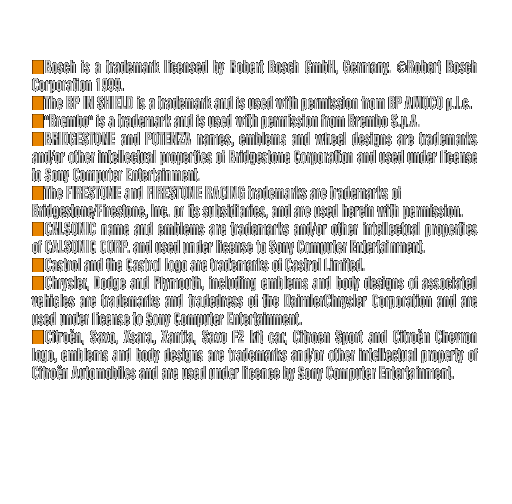 Bosch is a trademark licensed by Robert Bosch GmbH, Germany. ©Robert Bosch
Corporation 1999.
The BP IN SHIELD is a trademark and is used with permission from BP AMOCO p.l.c.
"Brembo" is a trademark and is used with permission from Brembo S.p.A.
BRIDGESTONE and POTENZA names, emblems and wheel designs are trademarks
and/or other intellectual properties of Bridgestone Corporation and used under license
to Sony Computer Entertainment.
The FIRESTONE and FIRESTONE RACING trademarks are trademarks of
Bridgestone/Firestone, Inc. or its subsidiaries, and are used herein with permission.
CALSONIC name and emblems are trademarks and/or other intellectual properties
of CALSONIC CORP. and used under license to Sony Computer Entertainment.
Castrol and the Castrol logo are trademarks of Castrol Limited.
Chrysler, Dodge and Plymouth, including emblems and body designs of associated
vehicles are trademarks and tradedress of the DaimlerChrysler Corporation and are
used under license to Sony Computer Entertainment.
Citroën, Saxo, Xsara, Xantia, Saxo F2 kit car, Citroen Sport and Citroën Chevron
logo, emblems and body designs are trademarks and/or other intellectual property of
Citroën Automobiles and are used under licence by Sony Computer Entertainment.